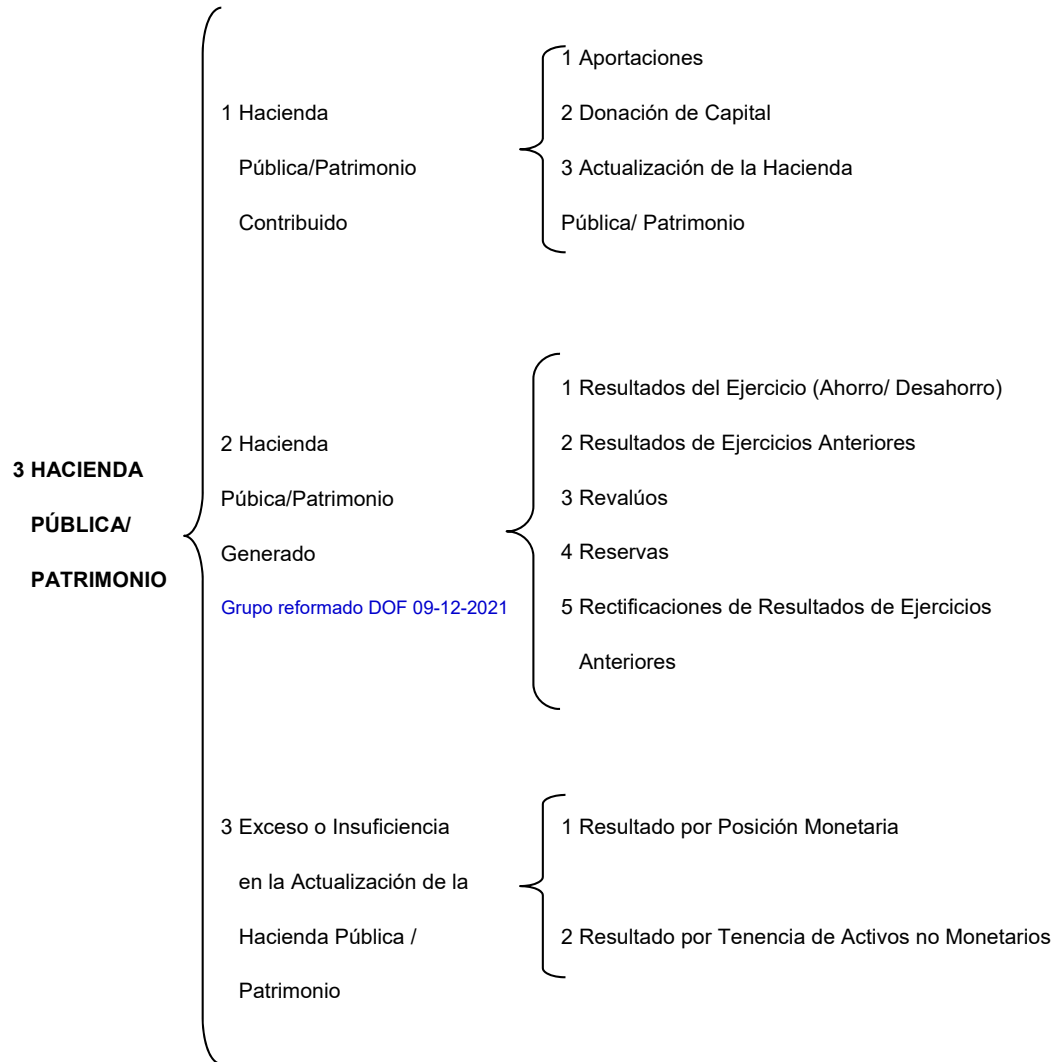 3 HACIENDA
PÚBLICA/
PATRIMONIO
1 Hacienda
Pública/Patrimonio
Contribuido
1 Aportaciones
2 Donación de Capital
3 Actualización de la Hacienda
Pública/ Patrimonio
2 Hacienda
Púbica/Patrimonio
Generado
Grupo reformado DOF 09-12-2021
1 Resultados del Ejercicio (Ahorro/ Desahorro)
2 Resultados de Ejercicios Anteriores
3 Revalúos
4 Reservas
5 Rectificaciones de Resultados de Ejercicios
Anteriores
3 Exceso o Insuficiencia
en la Actualización de la
Hacienda Pública /
Patrimonio
1 Resultado por Posición Monetaria
2 Resultado por Tenencia de Activos no Monetarios